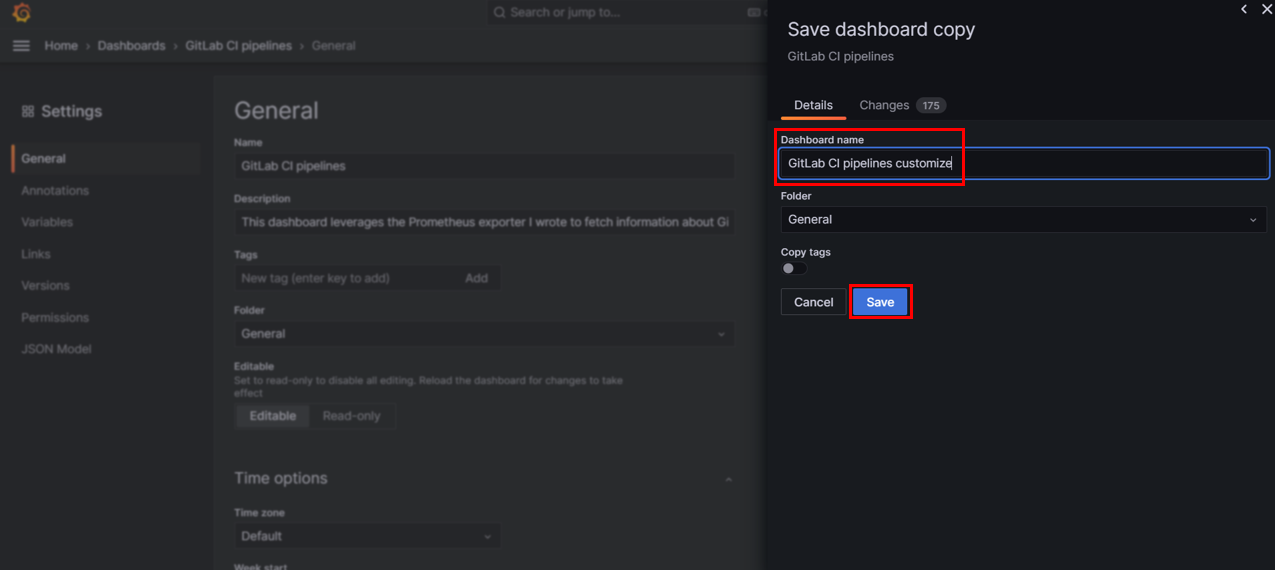 Search or jump to...
Home › Dashboards › GitLab CI pipelines › General
Settings
General
Annotations
Variables
Links
Versions
Permissions
JSON Model
General
Name
GitLab CI pipelines
Description
This dashboard leverages the Prometheus exporter I wrote to fetch information about Gi
Tags
New tag (enter key to add)
Add
Folder
General
Editable
Set to read-only to disable all editing. Reload the dashboard for changes to take
effect
Editable
Read-only
Time options
Time zone
Default
Week start
Save dashboard copy
GitLab CI pipelines
Details
Changes 175
Dashboard name
GitLab CI pipelines customize
Folder
General
Copy tags
Cancel
Save